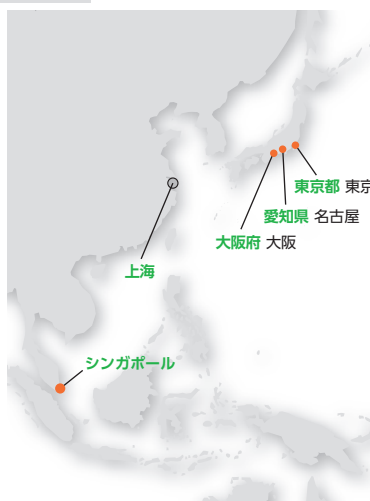 東京都 東京
愛知県 名古屋
大阪府 大阪
上海
シンガポール